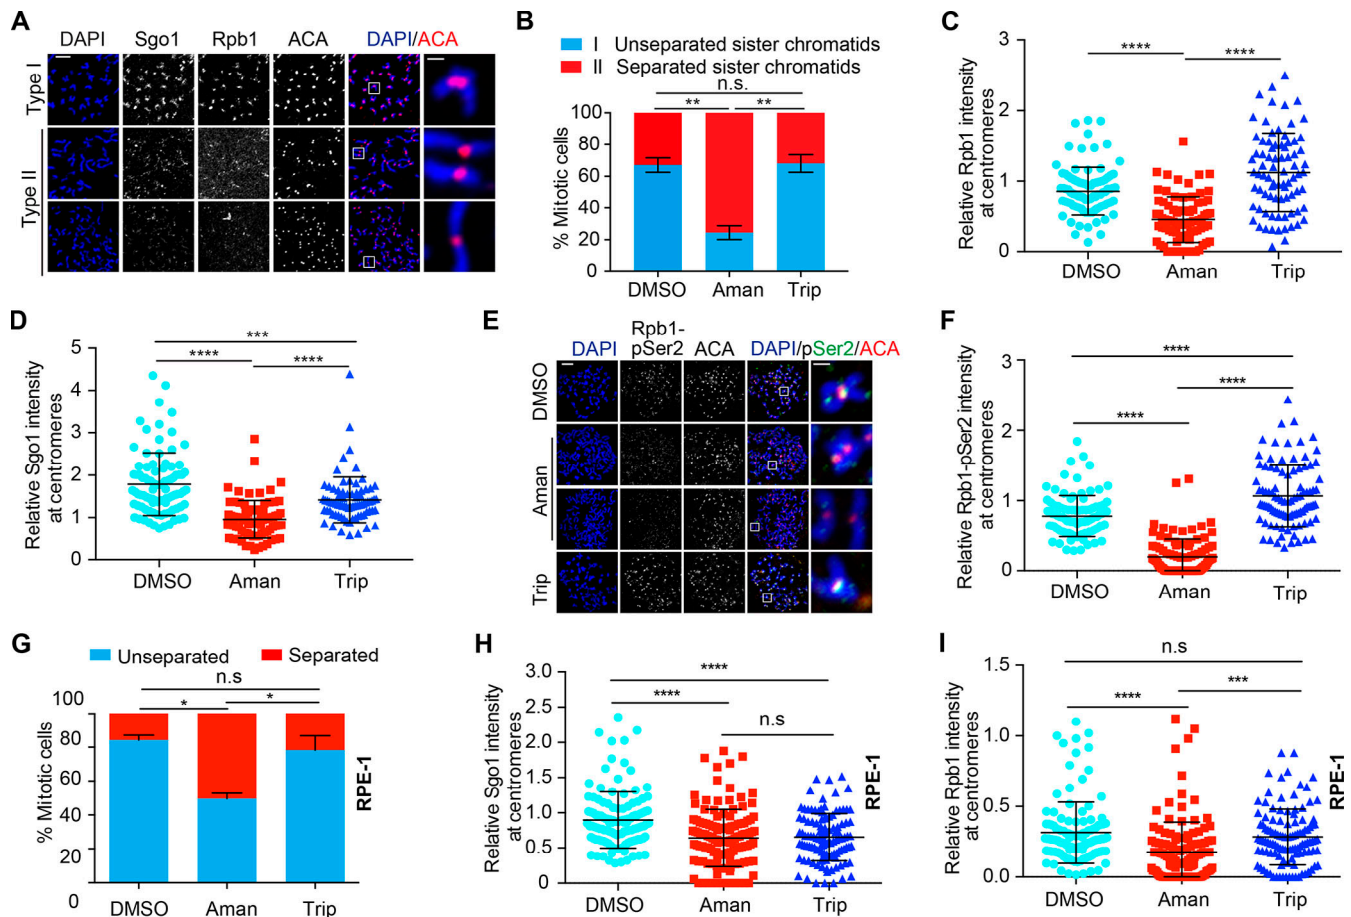 A
DAPI Sgo1 Rpb1 ACA DAPI/ACA
Type I
Type II
B
I Unseparated sister chromatids
II Separated sister chromatids
n.s.
** **
% Mitotic cells
100
80
60
40
20
0
DMSO Aman Trip
C
**** ****
Relative Rpb1 intensity
at centromeres
3
2
1
0
DMSO Aman Trip
D
***
**** ****
Relative Sgo1 intensity
at centromeres
5
4
3
2
1
0
DMSO Aman Trip
E
Rpb1-
DAPI pSer2 ACA DAPI/pSer2/ACA
DMSO
Aman
Trip
F
****
****
****
Relative Rpb1-pSer2 intensity
at centromeres
3
2
1
0
DMSO Aman Trip
G
Unseparated Separated
n.s
* *
% Mitotic cells
100
80
60
40
20
0
DMSO Aman Trip
RPE-1
H
****
****
n.s
Relative Sgo1 intensity
at centromeres
3.0
2.5
2.0
1.5
1.0
0.5
0
DMSO Aman Trip
RPE-1
I
n.s
**** ***
Relative Rpb1 intensity
at centromeres
1.5
1.0
0.5
0.0
DMSO Aman Trip
RPE-1